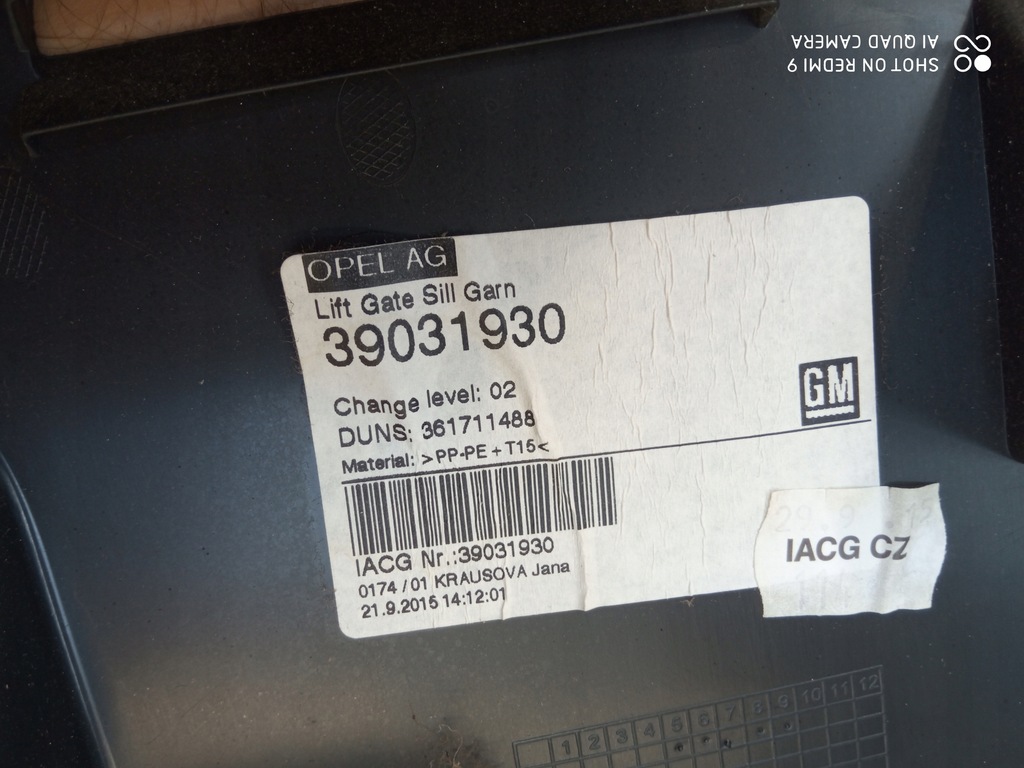 SHOT ON REDMI 9
AI QUAD CAMERA
OPEL AG
Lift Gate Sill Garn
39031930
Change level: 02
DUNS: 361711488
Material: >PP-PE+T15<
GM
IACG Nr.:39031930
0174/01 KRAUSOVA Jana
21.9.2015 14:12:01
IACG CZ
1 2 3 4 5 6 7 8 9 10 11 12